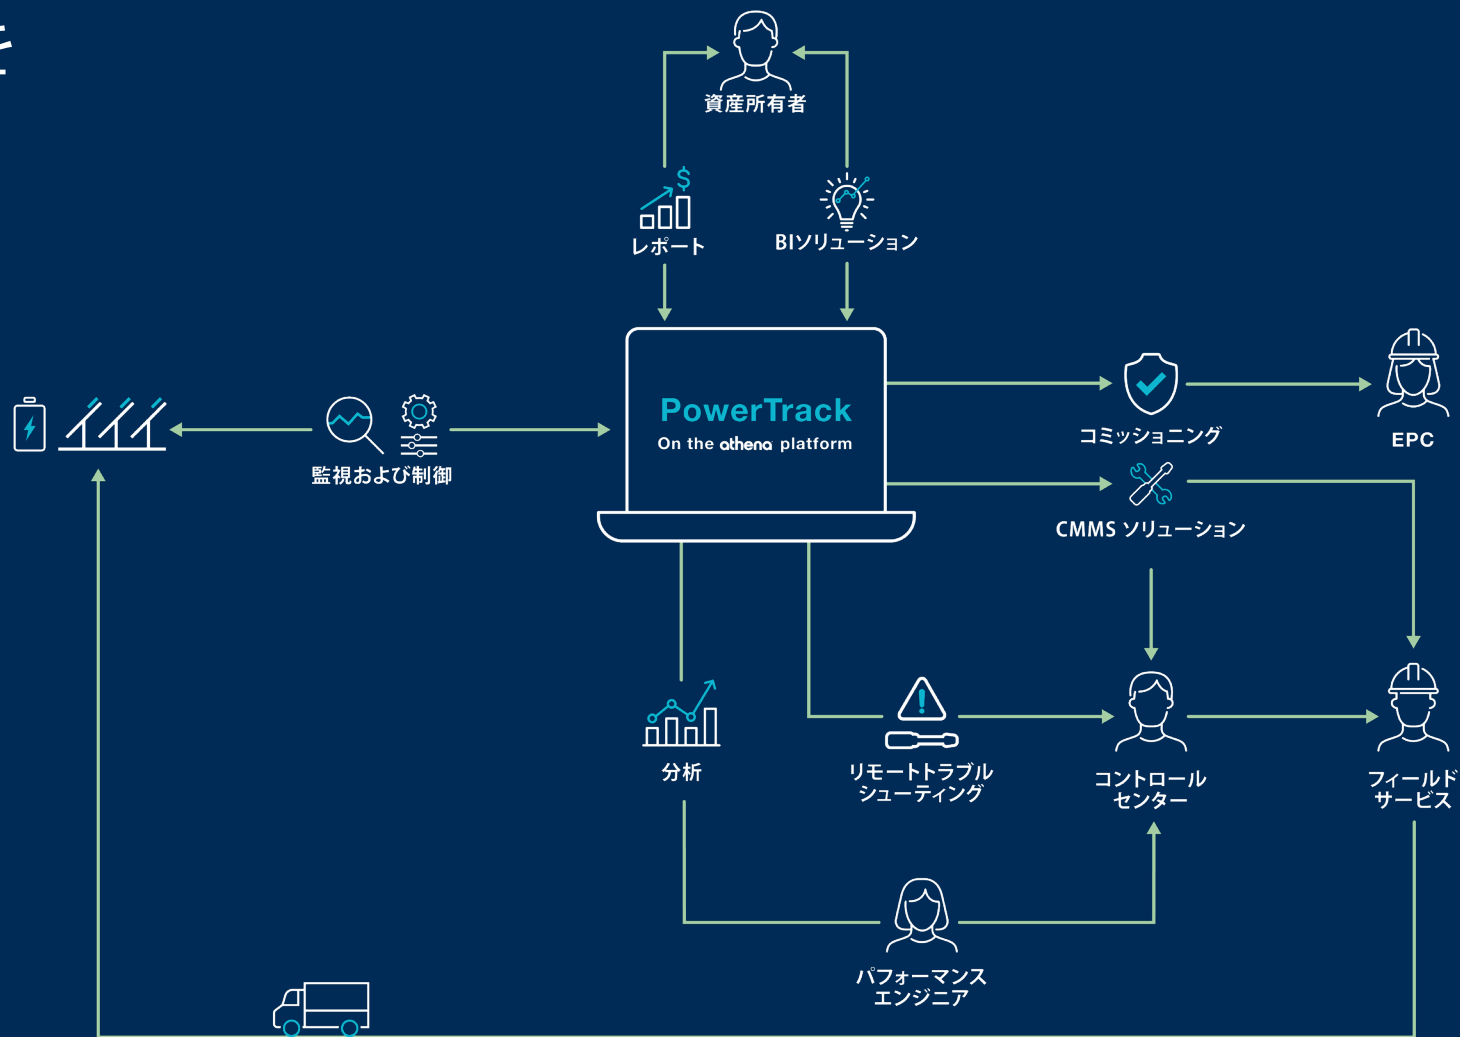 資産所有者
レポート
BIソリューション
PowerTrack
On the athena platform
監視および制御
コミッショニング
EPC
CMMS ソリューション
分析
リモートトラブル
シューティング
コントロール
センター
フィールド
サービス
パフォーマンス
エンジニア